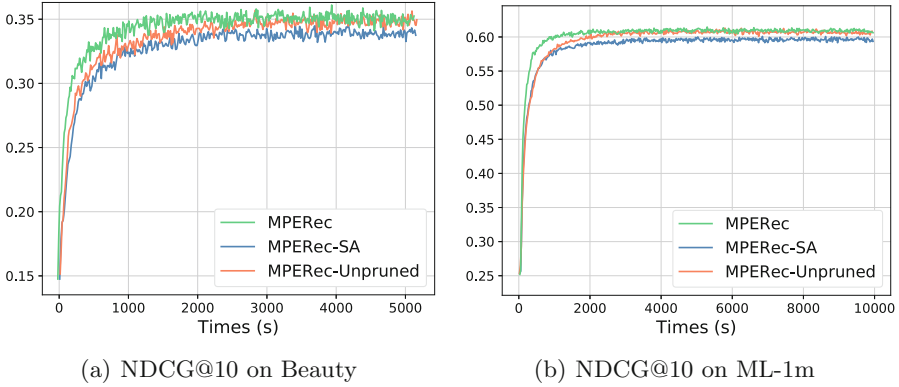 0.35
0.30
0.25
0.20
0.15
MPERec
MPERec-SA
MPERec-Unpruned
0 1000 2000 3000 4000 5000
Times (s)
(a) NDCG@10 on Beauty
0.60
0.55
0.50
0.45
0.40
0.35
0.30
0.25
MPERec
MPERec-SA
MPERec-Unpruned
0 2000 4000 6000 8000 10000
Times (s)
(b) NDCG@10 on ML-1m